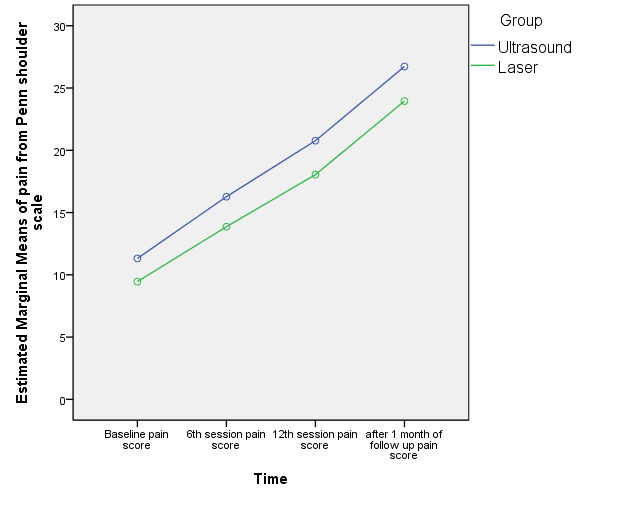 Group
Ultrasound
Laser
Estimated Marginal Means of pain from Penn shoulder
scale
30
25
20
15
10
5
0
Baseline pain
score
6th session pain
score
12th session pain
score
after 1 month of
follow up pain
score
Time